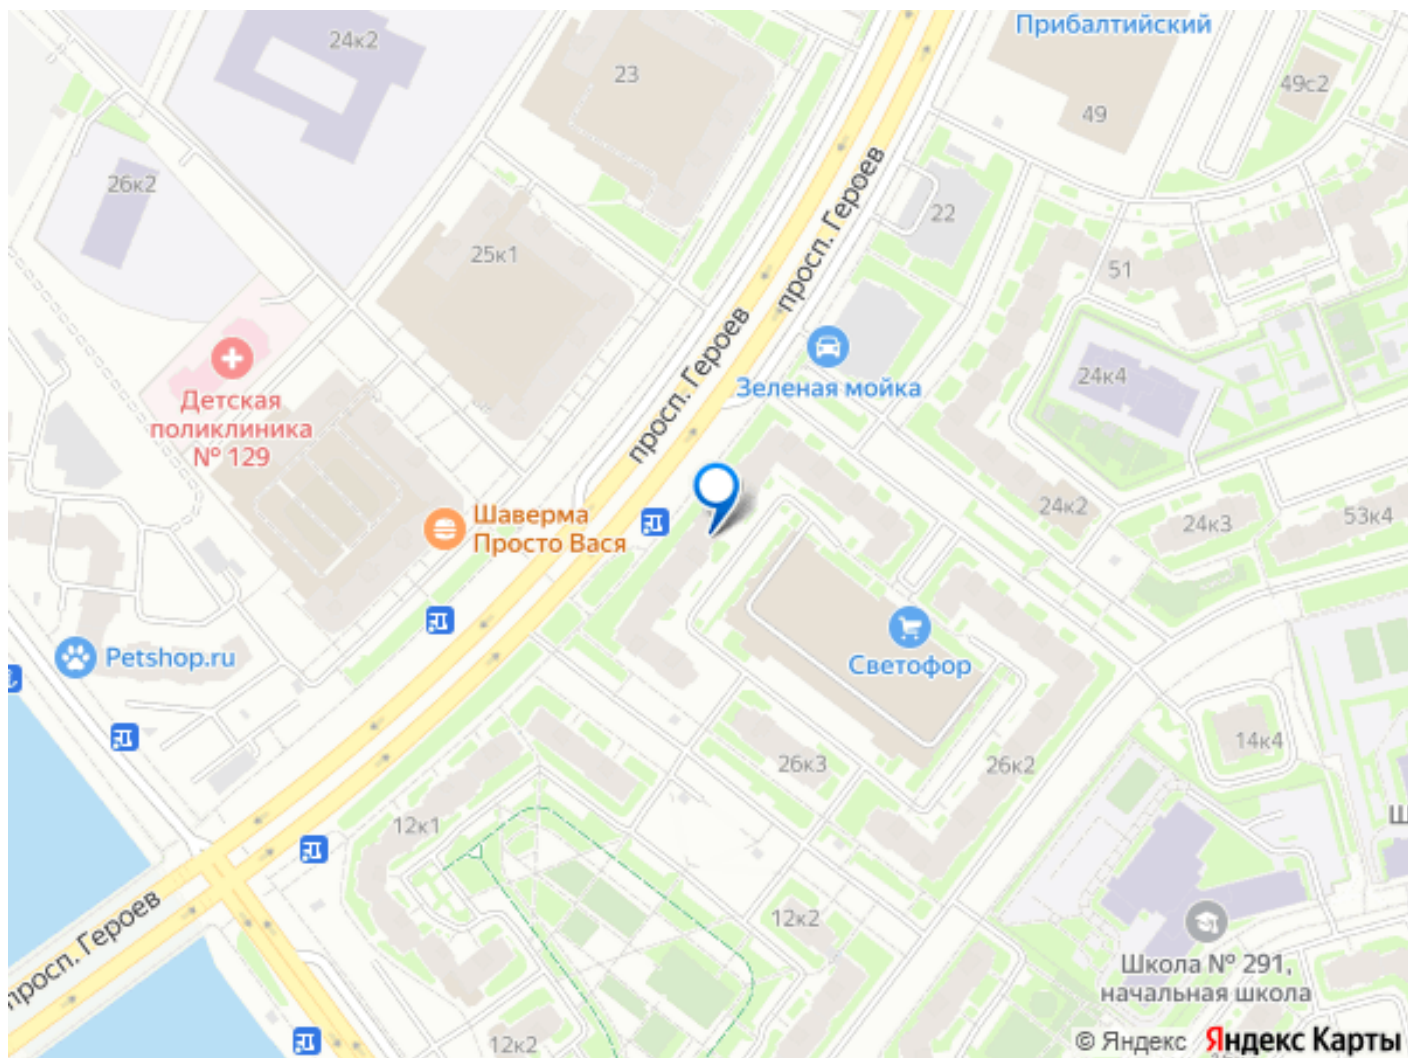 Прибалтийский
24к2
23
49с2
49
26к2
22
25к1
51
просп. Героев
просп. Героев
24к4
Зеленая мойка
Детская
поликлиника
№ 129
24к2
24к3
53к4
Шаверма
Просто Вася
Petshop.ru
Светофор
14к4
26к3
26к2
12к1
Ш
просп. Героев
12к2
Школа № 291,
начальная школа
12к2
© Яндекс Яндекс Карты